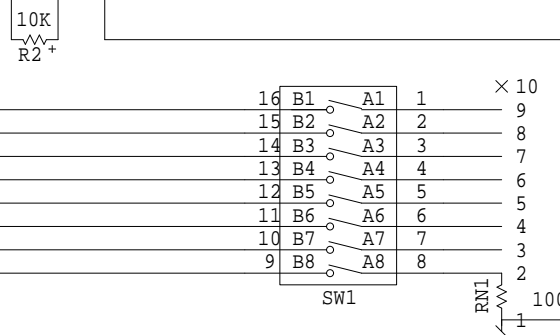 10K
R2 +
10
16 B1 A1 1 9
15 B2 A2 2 8
14 B3 A3 3 7
13 B4 A4 4 6
12 B5 A5 5 5
11 B6 A6 6 4
10 B7 A7 7 3
9 B8 A8 8 2
SW1
RN1
100
1